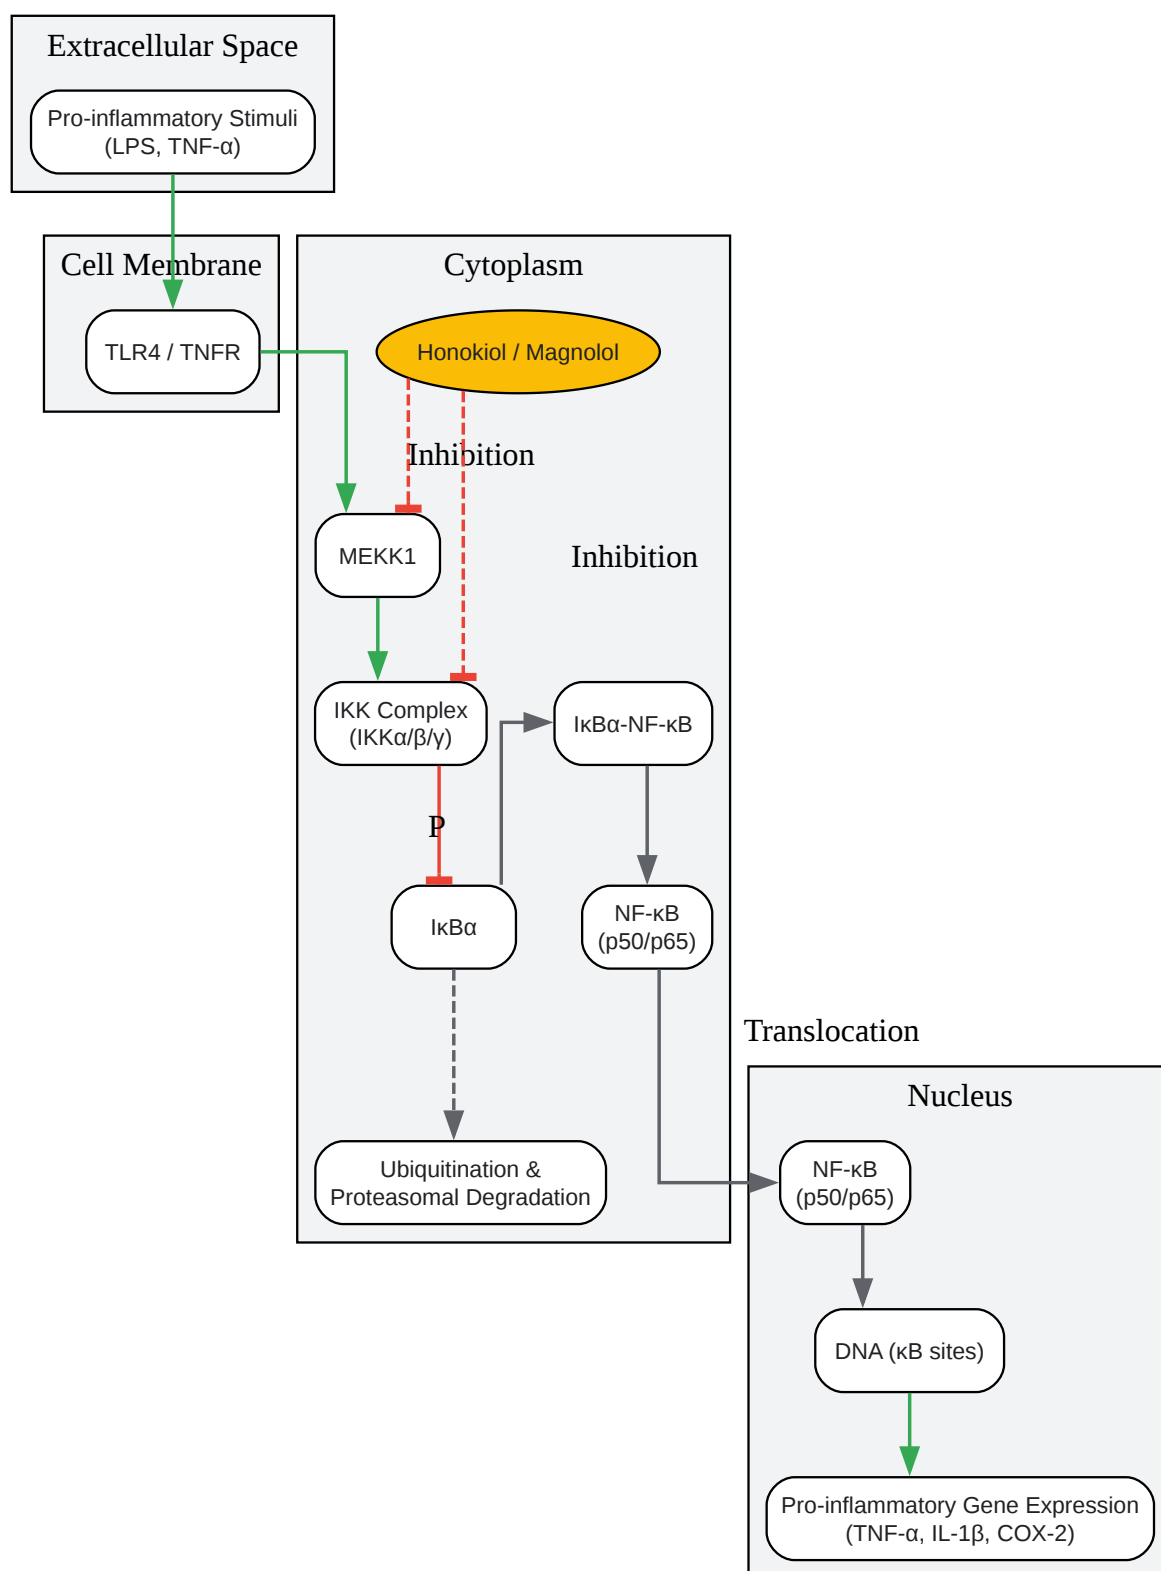 Extracellular Space
Pro-inflammatory Stimuli
(LPS, TNF-α)
Cell Membrane
TLR4 / TNFR
Cytoplasm
Honokiol / Magnolol
Inhibition
MEKK1
Inhibition
IKK Complex
(IKKα/β/γ)
IκBα-NF-κB
P
IκBα
NF-κB
(p50/p65)
Ubiquitination &
Proteasomal Degradation
Translocation
Nucleus
NF-κB
(p50/p65)
DNA (κB sites)
Pro-inflammatory Gene Expression
(TNF-α, IL-1β, COX-2)